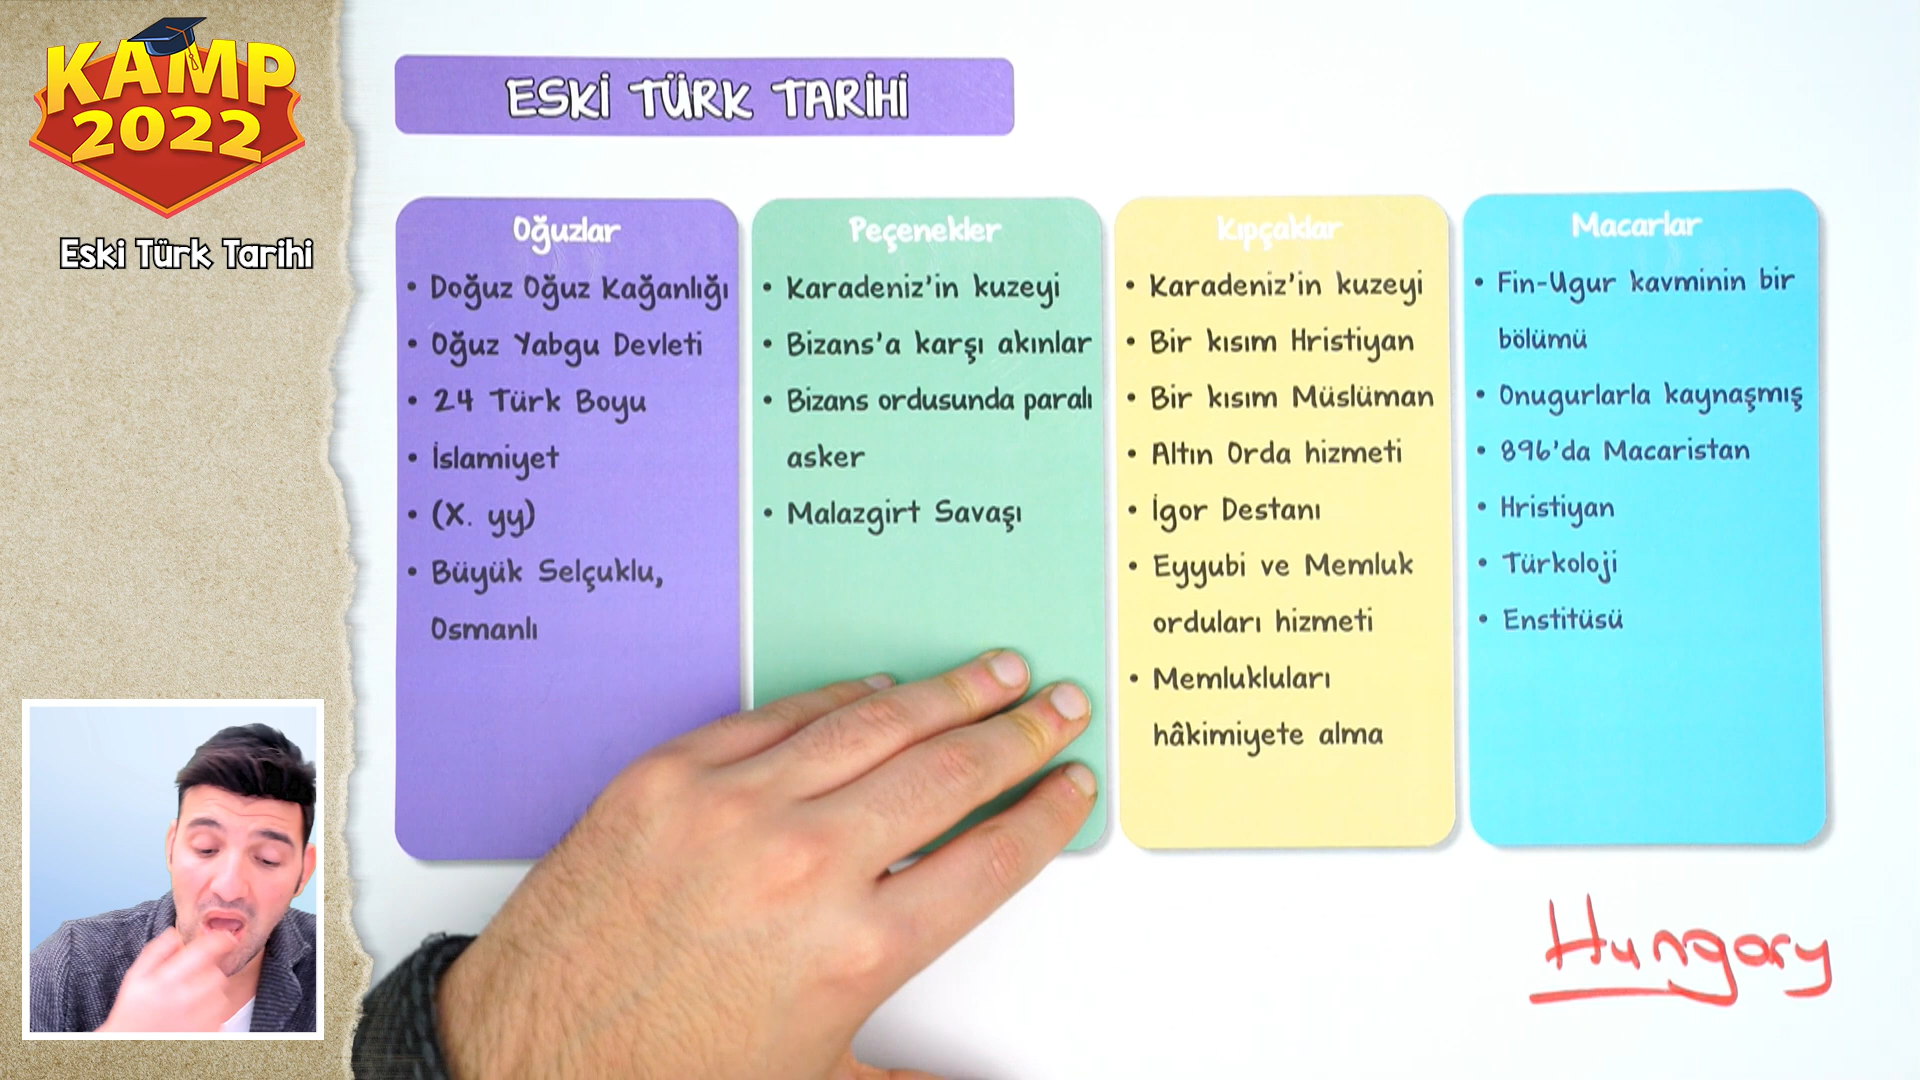 KAMP
2022
Eski Türk Tarihi
ESKİ TÜRK TARİHİ
Oğuzlar
• Doğuz Oğuz Kağanlığı
• Oğuz Yabgu Devleti
• 24 Türk Boyu
• İslamiyet
• (X. yy)
• Büyük Selçuklu,
Osmanlı
Peçenekler
• Karadeniz'in kuzeyi
• Bizans'a karşı akınlar
• Bizans ordusunda paralı
asker
• Malazgirt Savaşı
Kıpçaklar
• Karadeniz'in kuzeyi
• Bir kısım Hristiyan
• Bir kısım Müslüman
• Altın Orda hizmeti
• İgor Destanı
• Eyyubi ve Memluk
orduları hizmeti
• Memlukluları
hâkimiyete alma
Macarlar
• Fin-Ugur kavminin bir
bölümü
• Onugurlarla kaynaşmış
• 896'da Macaristan
• Hristiyan
• Türkoloji
• Enstitüsü
Hungary